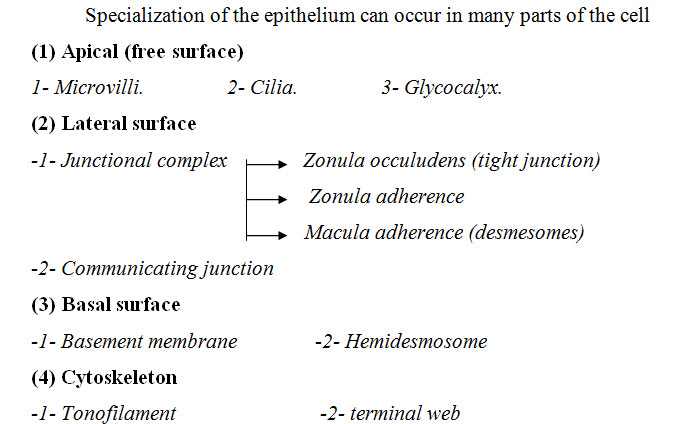 Specialization of the epithelium can occur in many parts of the cell
(1) Apical (free surface)
1- Microvilli. 2- Cilia. 3- Glycocalyx.
(2) Lateral surface
-1- Junctional complex Zonula occuludens (tight junction)
Zonula adherence
Macula adherence (desmesomes)
-2- Communicating junction
(3) Basal surface
-1- Basement membrane -2- Hemidesmosome
(4) Cytoskeleton
-1- Tonofilament -2- terminal web